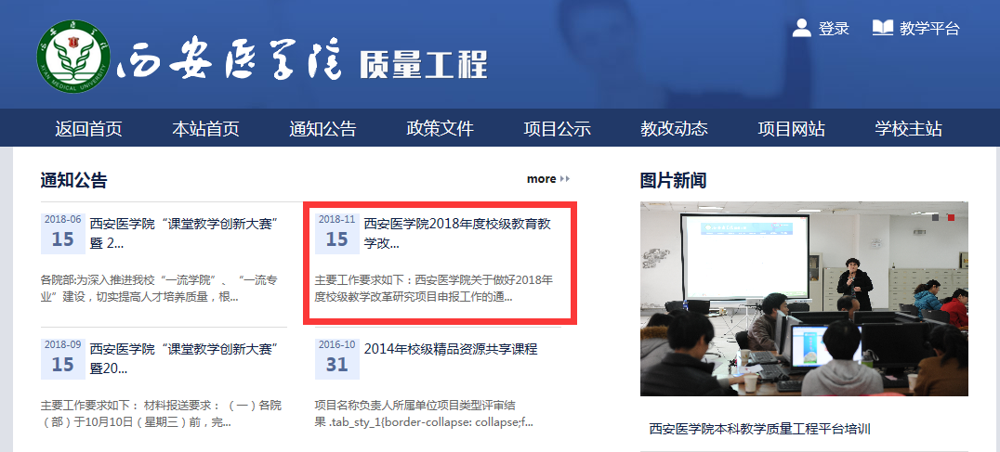 西安医学院 质量工程
XI'AN MEDICAL UNIVERSITY
登录 教学平台
返回首页 本站首页 通知公告 政策文件 项目公示 教改动态 项目网站 学校主站
通知公告
more
2018-06
15
西安医学院“课堂教学创新大赛”
暨 2...
各院部:为深入推进我校“一流学院”、“一流专
业”建设，切实提高人才培养质量，根...
2018-11
15
西安医学院2018年度校级教育教
学改...
主要工作要求如下：西安医学院关于做好2018年
度校级教学改革研究项目申报工作的通...
2018-09
15
西安医学院“课堂教学创新大赛”
暨20...
主要工作要求如下： 材料报送要求： （一）各院
（部）于10月10日（星期三）前，完...
2016-10
31
2014年校级精品资源共享课程
项目名称负责人所属单位项目类型评审结
果 .tab_sty_1{border-collapse: collapse;f...
图片新闻
西安医学院本科教学质量工程平台培训